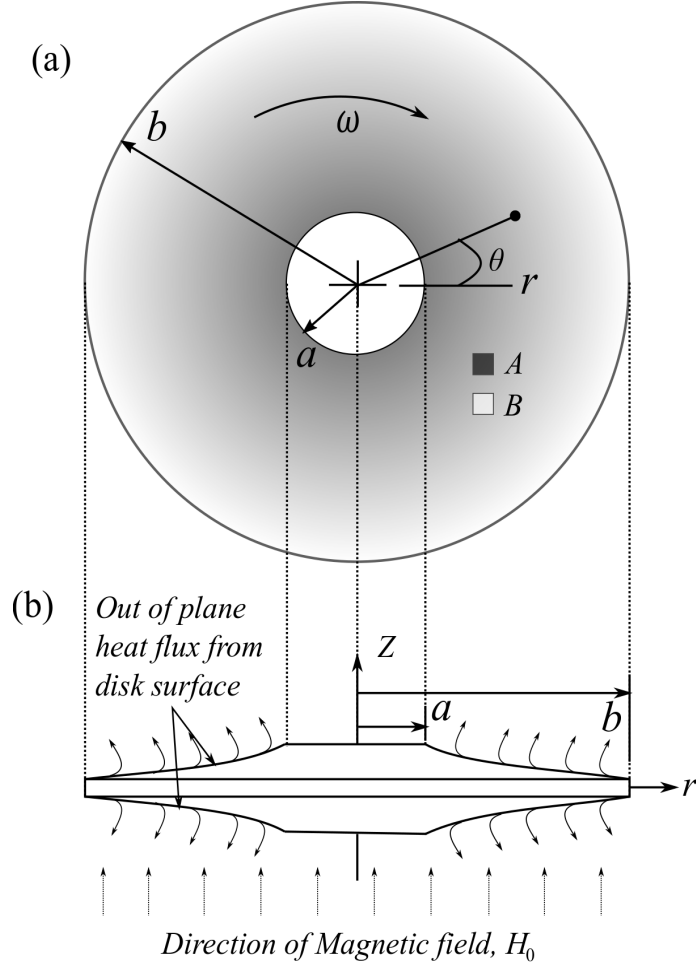 (a)
b
ω
θ
r
a
A
B
(b)
Out of plane
heat flux from
disk surface
Z
a
b
r
Direction of Magnetic field, H₀